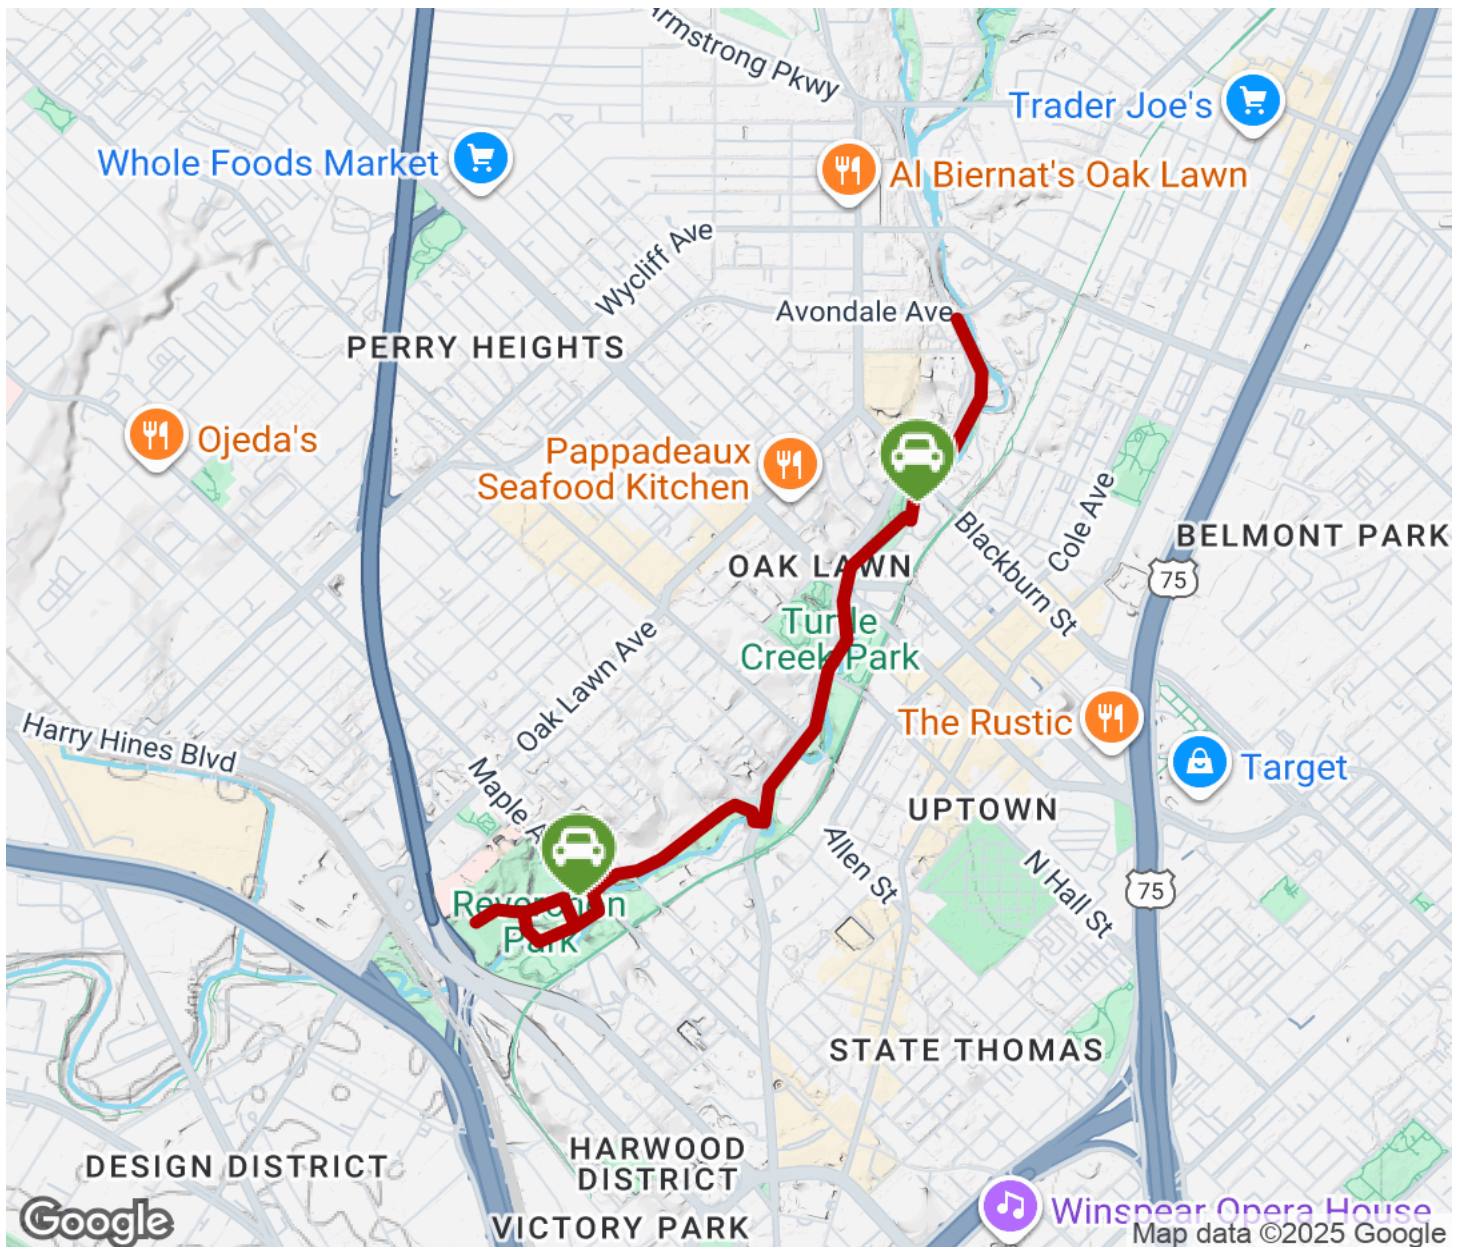 Armstrong Pkwy
Trader Joe's
Whole Foods Market
Al Biernat's Oak Lawn
Wycliff Ave
Avondale Ave
PERRY HEIGHTS
Ojeda's
Pappadeaux
Seafood Kitchen
Cole Ave
Blackburn St
BELMONT PARK
OAK LAWN
75
Turtle
Creek Park
Oak Lawn Ave
The Rustic
Harry Hines Blvd
Target
Maple A
UPTOWN
Allen St
N Hall St
75
Reverchon
Park
STATE THOMAS
HARWOOD
DISTRICT
DESIGN DISTRICT
VICTORY PARK
Winspear Opera House
Google
Map data ©2025 Google